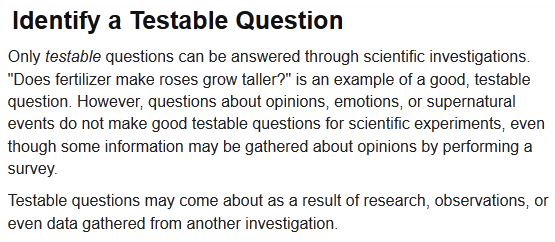 Identify a Testable Question
Only testable questions can be answered through scientific investigations.
"Does fertilizer make roses grow taller?" is an example of a good, testable
question. However, questions about opinions, emotions, or supernatural
events do not make good testable questions for scientific experiments, even
though some information may be gathered about opinions by performing a
survey.
Testable questions may come about as a result of research, observations, or
even data gathered from another investigation.